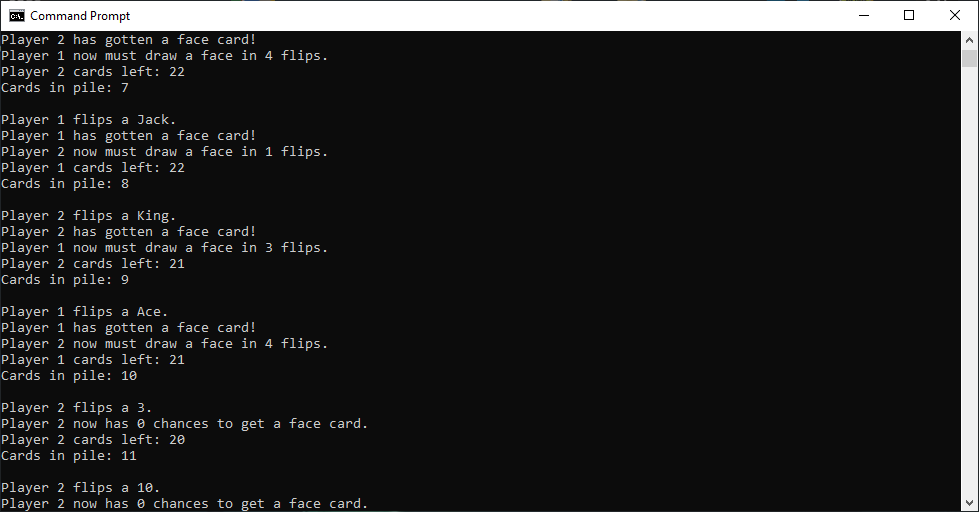 Command Prompt
Player 2 has gotten a face card!
Player 1 now must draw a face in 4 flips.
Player 2 cards left: 22
Cards in pile: 7
Player 1 flips a Jack.
Player 1 has gotten a face card!
Player 2 now must draw a face in 1 flips.
Player 1 cards left: 22
Cards in pile: 8
Player 2 flips a King.
Player 2 has gotten a face card!
Player 1 now must draw a face in 3 flips.
Player 2 cards left: 21
Cards in pile: 9
Player 1 flips a Ace.
Player 1 has gotten a face card!
Player 2 now must draw a face in 4 flips.
Player 1 cards left: 21
Cards in pile: 10
Player 2 flips a 3.
Player 2 now has 0 chances to get a face card.
Player 2 cards left: 20
Cards in pile: 11
Player 2 flips a 10.
Player 2 now has 0 chances to get a face card.